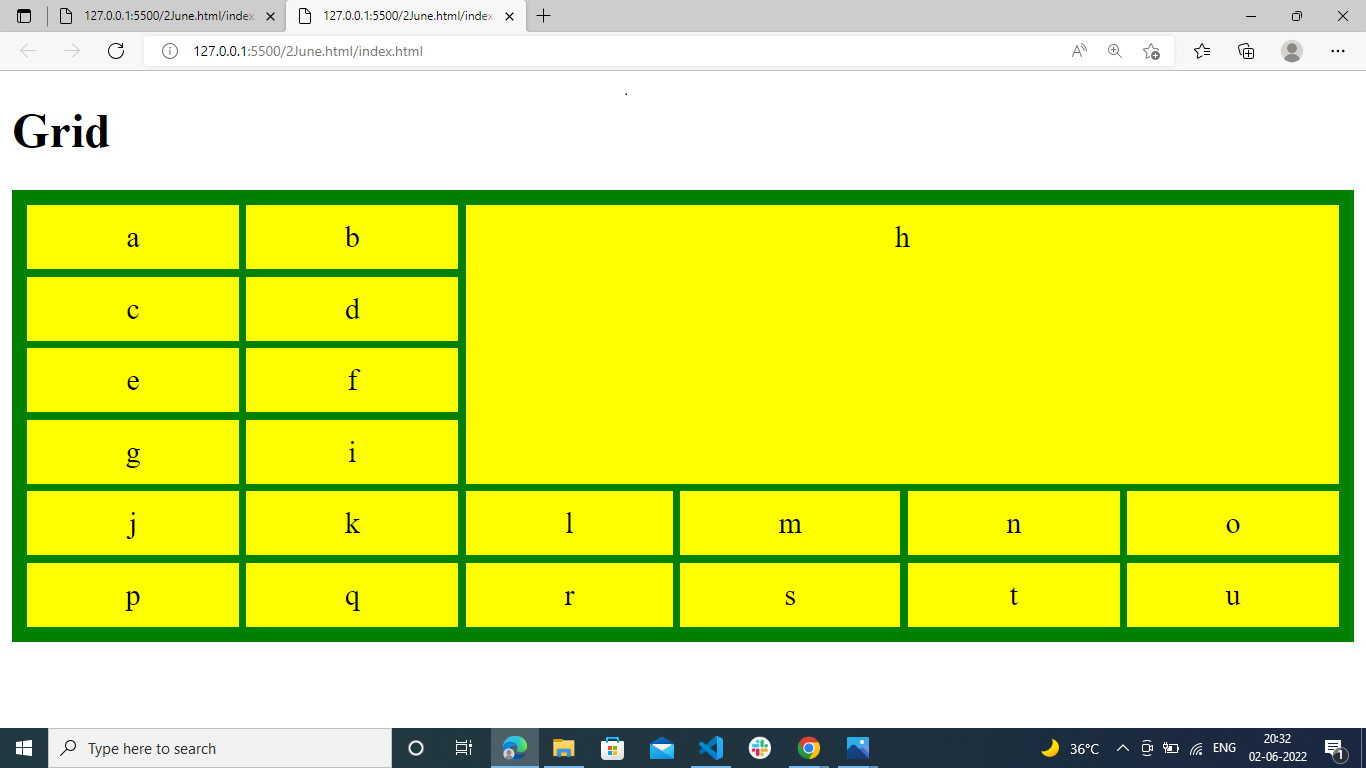 127.0.0.1:5500/2June.html/index. 127.0.0.1:5500/2June.html/index
127.0.0.1:5500/2June.html/index.html
.
Grid
a b h
c d
e f
g i
j k l m n o
p q r s t u
Type here to search 36°C ENG 20:32 1
02-06-2022